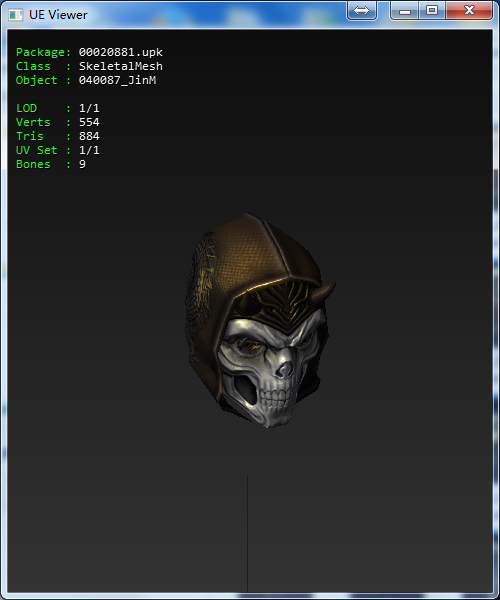 UE Viewer
Package: 00020881.upk
Class : SkeletalMesh
Object : 040087_JinM
LOD : 1/1
Verts : 554
Tris : 884
UV Set : 1/1
Bones : 9